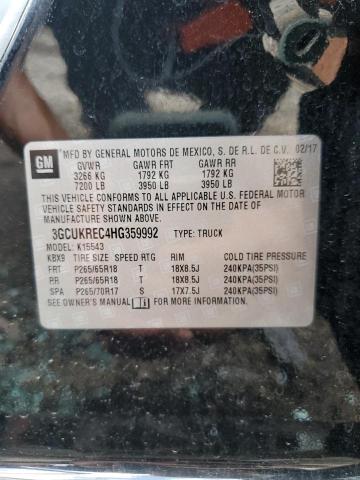 GM MFD BY GENERAL MOTORS DE MEXICO, S. DE R.L. DE C.V. 02/17
GVWR GAWR FRT GAWR RR
3266 KG 1792 KG 1792 KG
7200 LB 3950 LB 3950 LB
THIS VEHICLE CONFORMS TO ALL APPLICABLE U.S. FEDERAL MOTOR
VEHICLE SAFETY AND THEFT PREVENTION STANDARDS IN
EFFECT ON THE DATE OF MANUFACTURE SHOWN ABOVE.
3GCUKREC4HG359992 TYPE: TRUCK
MODEL: K15543
KBX9 TIRE SIZE SPEED RTG RIM COLD TIRE PRESSURE
FRT P265/65R18 T 18X8.5J 240KPA(35PSI)
RR P265/65R18 T 18X8.5J 240KPA(35PSI)
SPA P265/70R17 S 17X7.5J 240KPA(35PSI)
SEE OWNER'S MANUAL FOR MORE INFORMATION.